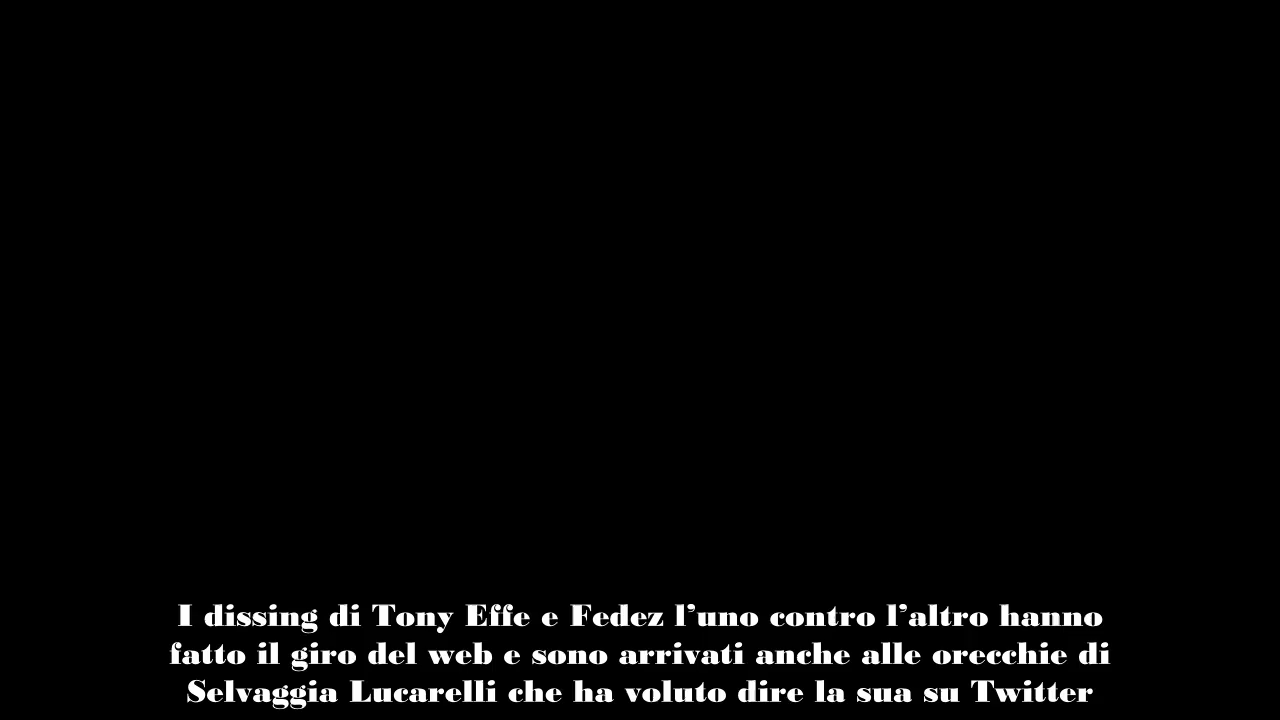 I dissing di Tony Effe e Fedez l’uno contro l’altro hanno
fatto il giro del web e sono arrivati anche alle orecchie di
Selvaggia Lucarelli che ha voluto dire la sua su Twitter